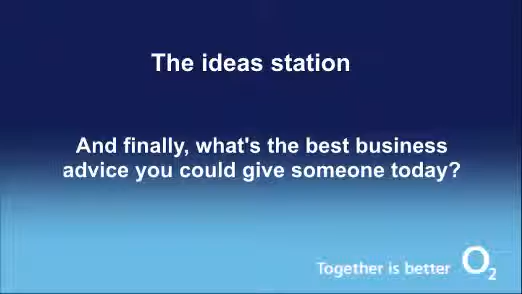 The ideas station
And finally, what's the best business
advice you could give someone today?
Together is better O2